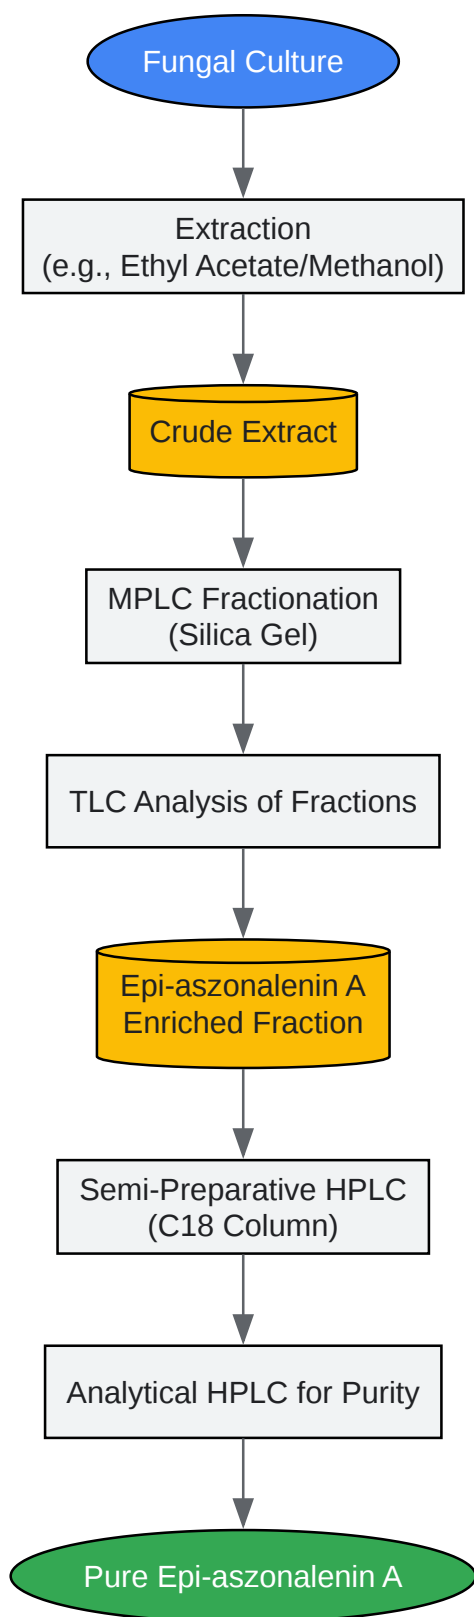 Fungal Culture
Extraction
(e.g., Ethyl Acetate/Methanol)
Crude Extract
MPLC Fractionation
(Silica Gel)
TLC Analysis of Fractions
Epi-aszonalenin A
Enriched Fraction
Semi-Preparative HPLC
(C18 Column)
Analytical HPLC for Purity
Pure Epi-aszonalenin A